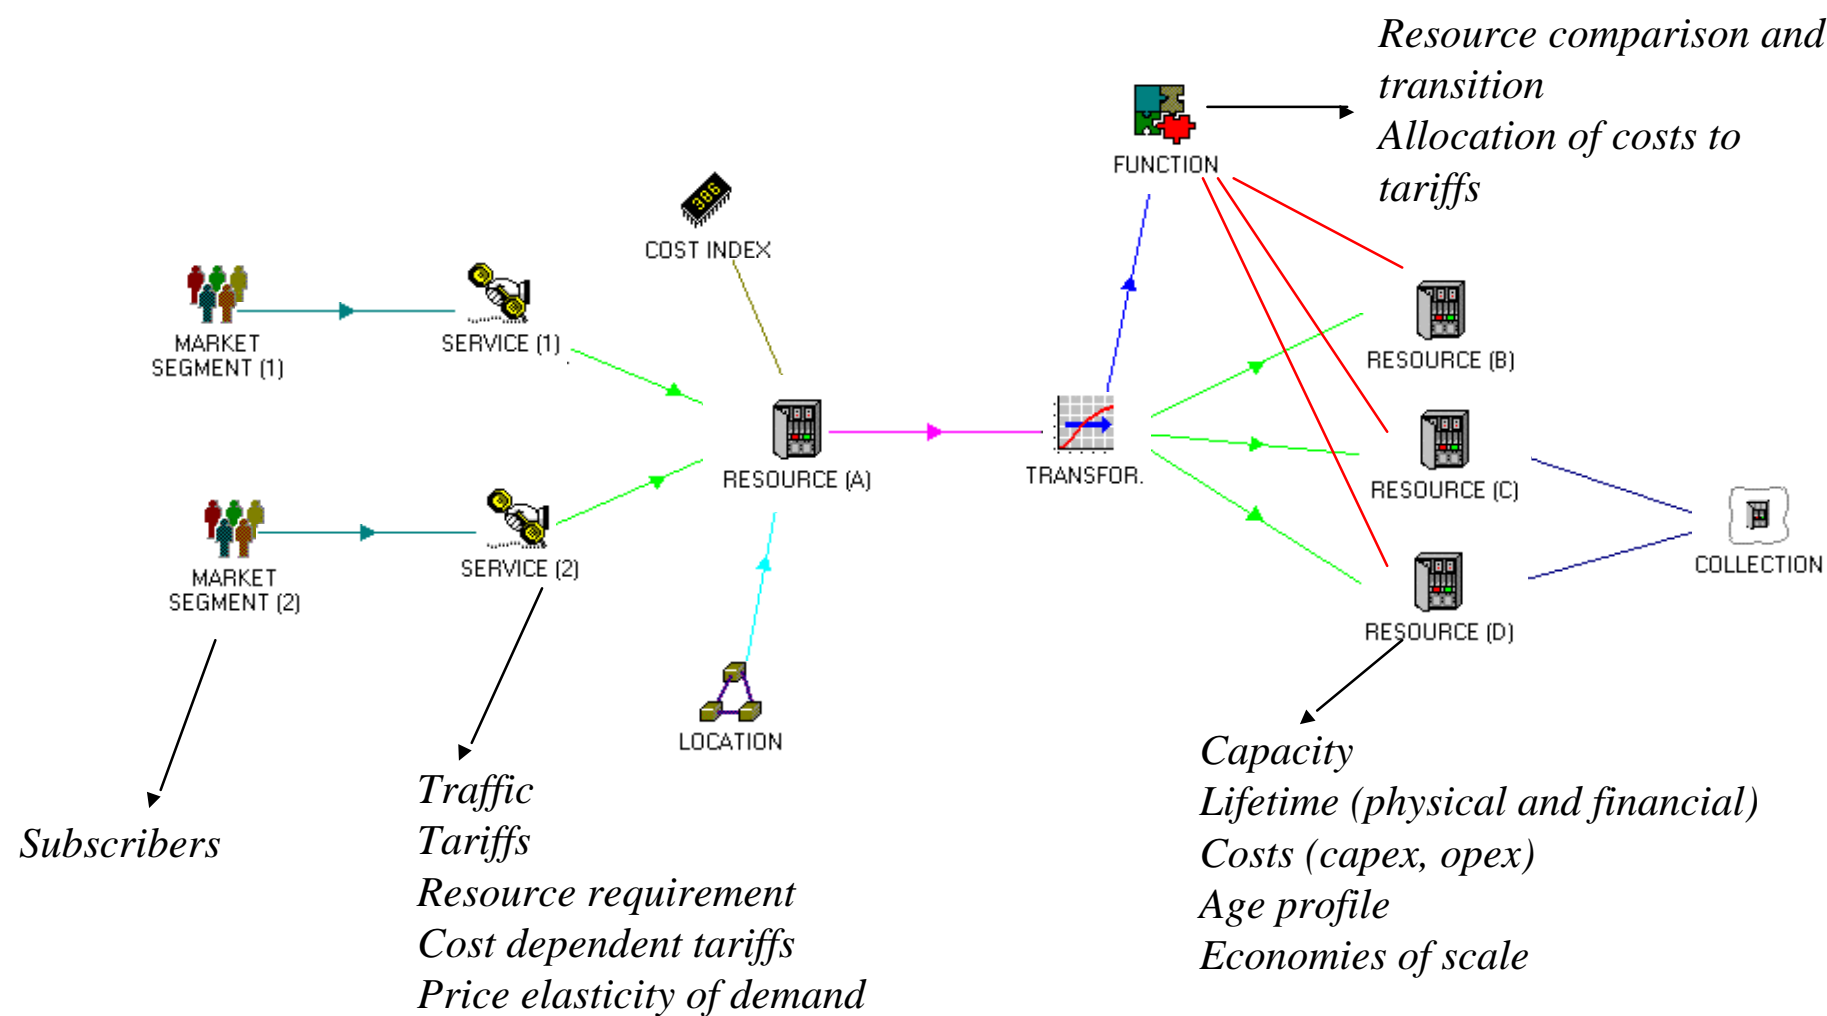 Resource comparison and
transition
Allocation of costs to
tariffs
FUNCTION
386
COST INDEX
MARKET
SEGMENT (1)
SERVICE (1)
RESOURCE (B)
RESOURCE (A)
TRANSFOR.
RESOURCE (C)
MARKET
SEGMENT (2)
SERVICE (2)
COLLECTION
RESOURCE (D)
LOCATION
Subscribers
Traffic
Tariffs
Resource requirement
Cost dependent tariffs
Price elasticity of demand
Capacity
Lifetime (physical and financial)
Costs (capex, opex)
Age profile
Economies of scale